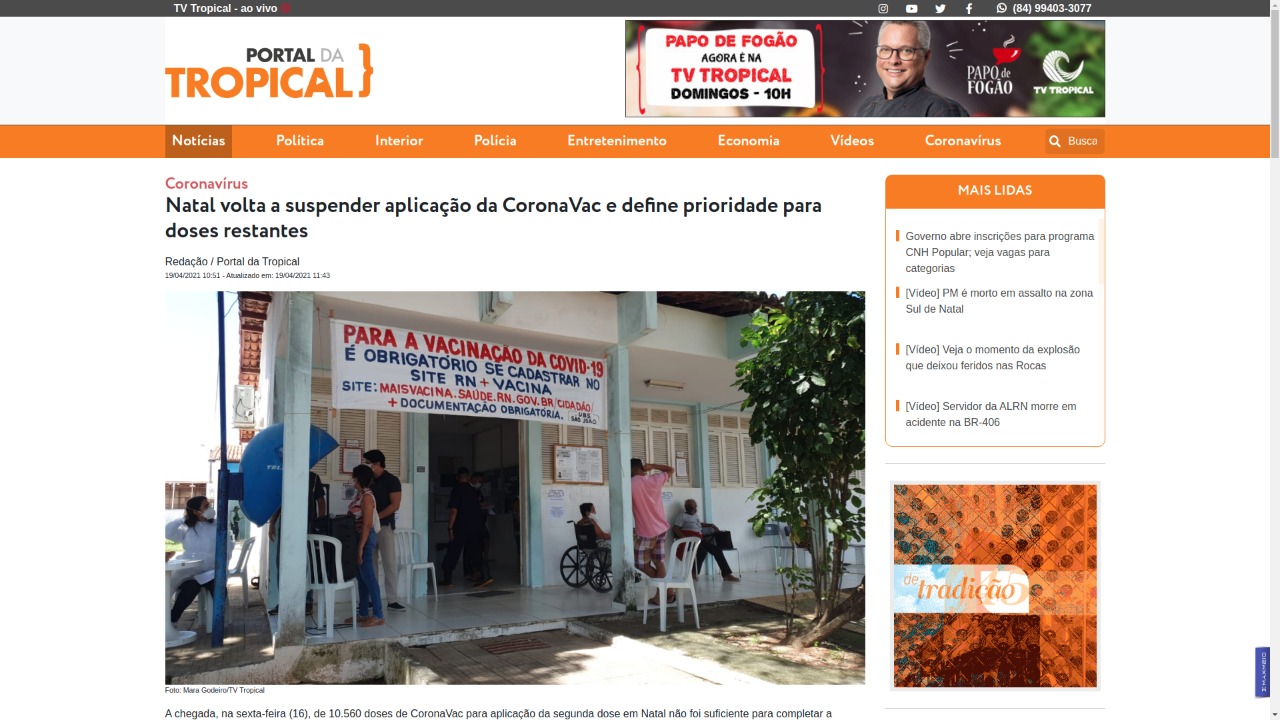 TV Tropical - ao vivo
(84) 99403-3077
PORTAL DA
TROPICAL}
PAPO DE FOGÃO
AGORA É NA
TV TROPICAL
DOMINGOS - 10H
PAPO de
FOGÃO
TV TROPICAL
Notícias
Política
Interior
Polícia
Entretenimento
Economia
Vídeos
Coronavírus
Busca
Coronavírus
Natal volta a suspender aplicação da CoronaVac e define prioridade para
doses restantes
Redação / Portal da Tropical
19/04/2021 10:51 - Atualizado em: 19/04/2021 11:43
PARA A VACINAÇÃO DA COVID-19
É OBRIGATÓRIO SE CADASTRAR NO
SITE RN + VACINA
SITE: MAISVACINA.SAÚDE.RN.GOV.BR/CIDADÃO/
+ DOCUMENTAÇÃO OBRIGATÓRIA. UBS
SÃO JOÃO
Foto: Mara Godeiro/TV Tropical
A chegada, na sexta-feira (16), de 10.560 doses de CoronaVac para aplicação da segunda dose em Natal não foi suficiente para completar a
MAIS LIDAS
Governo abre inscrições para programa
CNH Popular; veja vagas para
categorias
[Vídeo] PM é morto em assalto na zona
Sul de Natal
[Vídeo] Veja o momento da explosão
que deixou feridos nas Rocas
[Vídeo] Servidor da ALRN morre em
acidente na BR-406
de
tradição